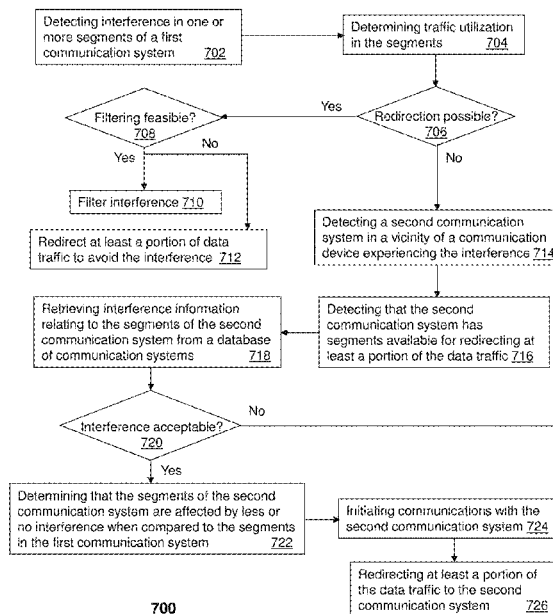 Detecting interference in one or
more segments of a first
communication system 702
Determining traffic utilization
in the segments 704
Yes
Filtering feasible?
708
Redirection possible?
706
Yes
No
No
Filter interference 710
Redirect at least a portion of data
traffic to avoid the interference 712
Detecting a second communication
system in a vicinity of a communication
device experiencing the interference 714
Retrieving interference information
relating to the segments of the second
communication system from a database
of communication systems 718
Detecting that the second
communication system has
segments available for redirecting at
least a portion of the data traffic 716
Interference acceptable?
720
No
Yes
Determining that the segments of the second
communication system are affected by less or
no interference when compared to the segments
in the first communication system 722
Initiating communications with the
second communication system 724
Redirecting at least a portion
of the data traffic to the second
communication system 726
700